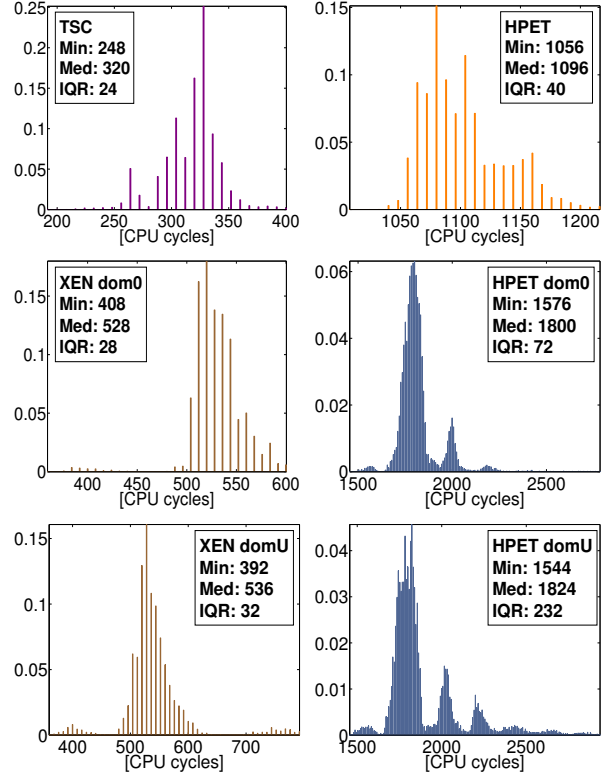 0.25
0.2
0.15
0.1
0.05
0
TSC
Min: 248
Med: 320
IQR: 24
200 250 300 350 400
[CPU cycles]
0.15
0.1
0.05
0
HPET
Min: 1056
Med: 1096
IQR: 40
1050 1100 1150 1200
[CPU cycles]
0.15
0.1
0.05
0
XEN dom0
Min: 408
Med: 528
IQR: 28
400 450 500 550 600
[CPU cycles]
0.06
0.04
0.02
0
HPET dom0
Min: 1576
Med: 1800
IQR: 72
1500 2000 2500
[CPU cycles]
0.15
0.1
0.05
0
XEN domU
Min: 392
Med: 536
IQR: 32
400 500 600 700
[CPU cycles]
0.04
0.03
0.02
0.01
0
HPET domU
Min: 1544
Med: 1824
IQR: 232
1500 2000 2500
[CPU cycles]